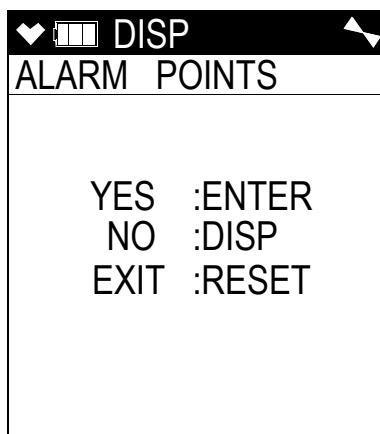 DISP
ALARM POINTS
YES :ENTER
NO :DISP
EXIT :RESET